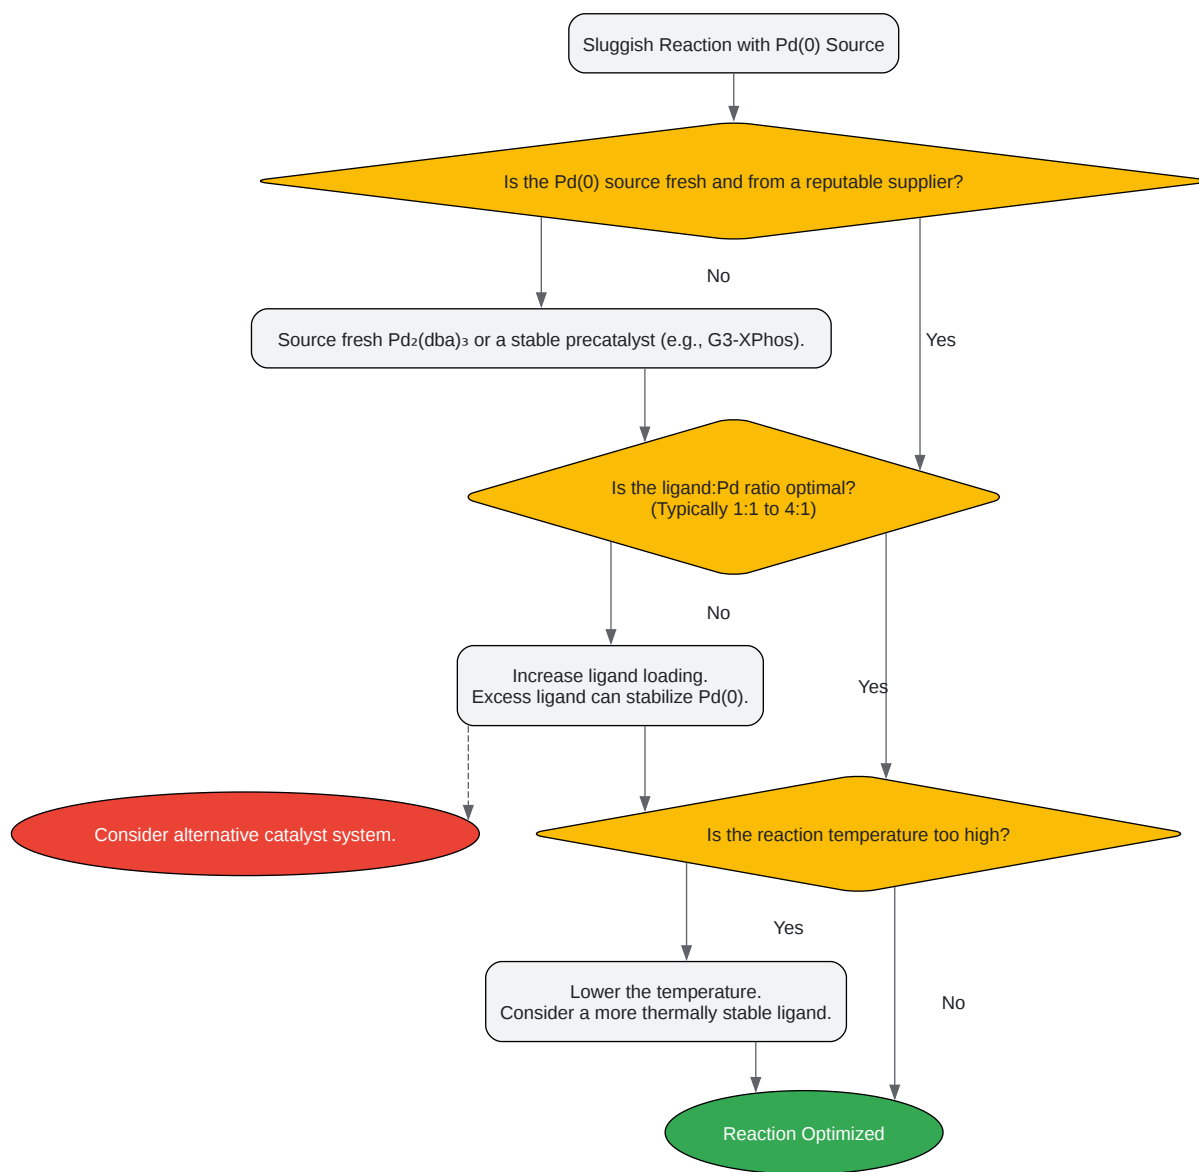 Sluggish Reaction with Pd(0) Source
Is the Pd(0) source fresh and from a reputable supplier?
No
Source fresh Pd₂(dba)₃ or a stable precatalyst (e.g., G3-XPhos).
Yes
Is the ligand:Pd ratio optimal?
(Typically 1:1 to 4:1)
No
Increase ligand loading.
Excess ligand can stabilize Pd(0).
Yes
Consider alternative catalyst system.
Is the reaction temperature too high?
Yes
Lower the temperature.
Consider a more thermally stable ligand.
No
Reaction Optimized